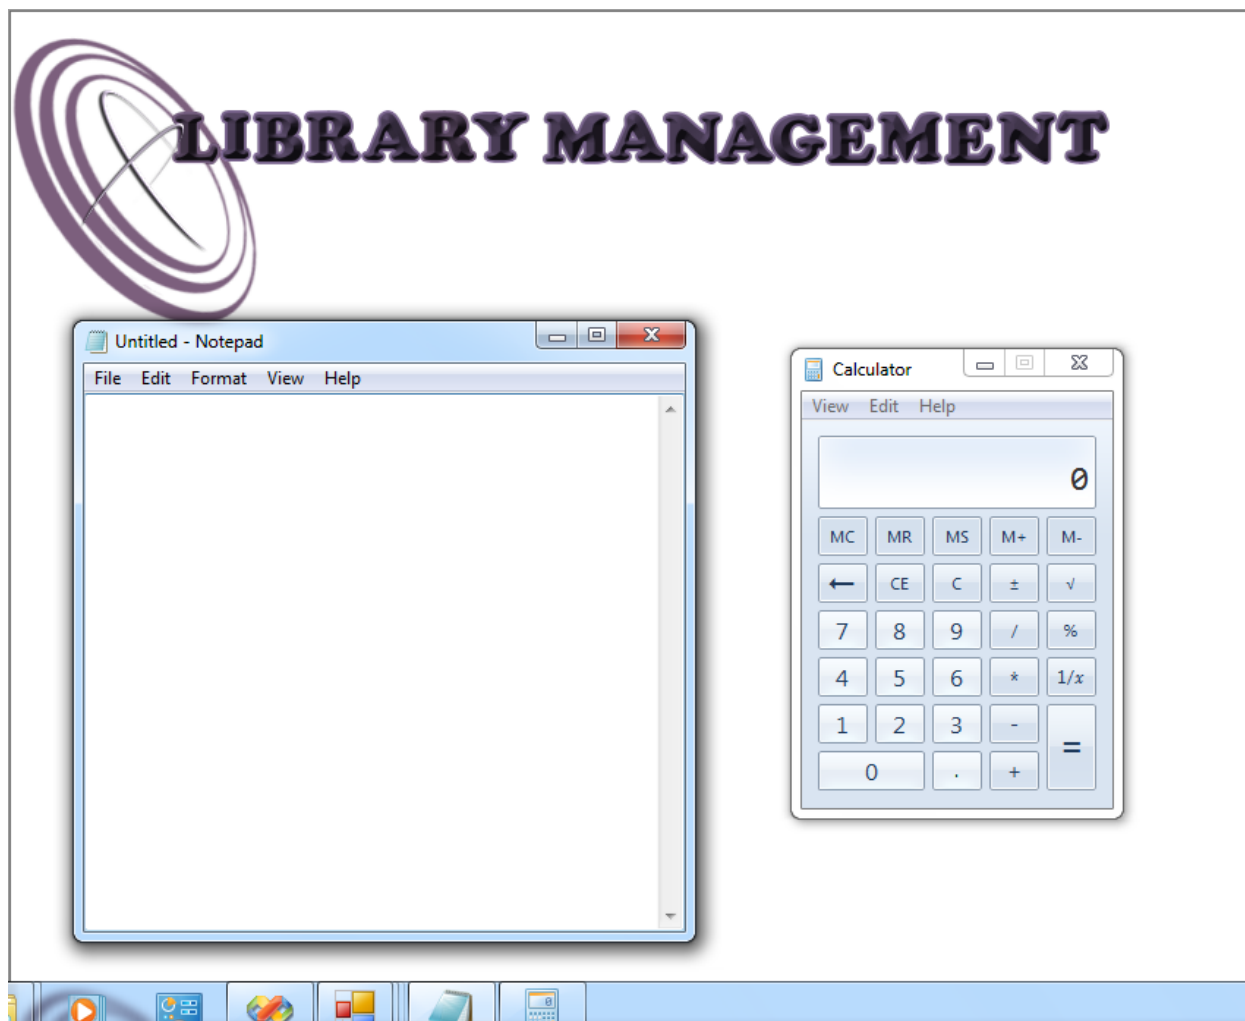 LIBRARY MANAGEMENT
Untitled - Notepad
File Edit Format View Help
Calculator
View Edit Help
0
MC MR MS M+ M-
← CE C ± √
7 8 9 / %
4 5 6 * 1/x
1 2 3 - =
0 . +
0